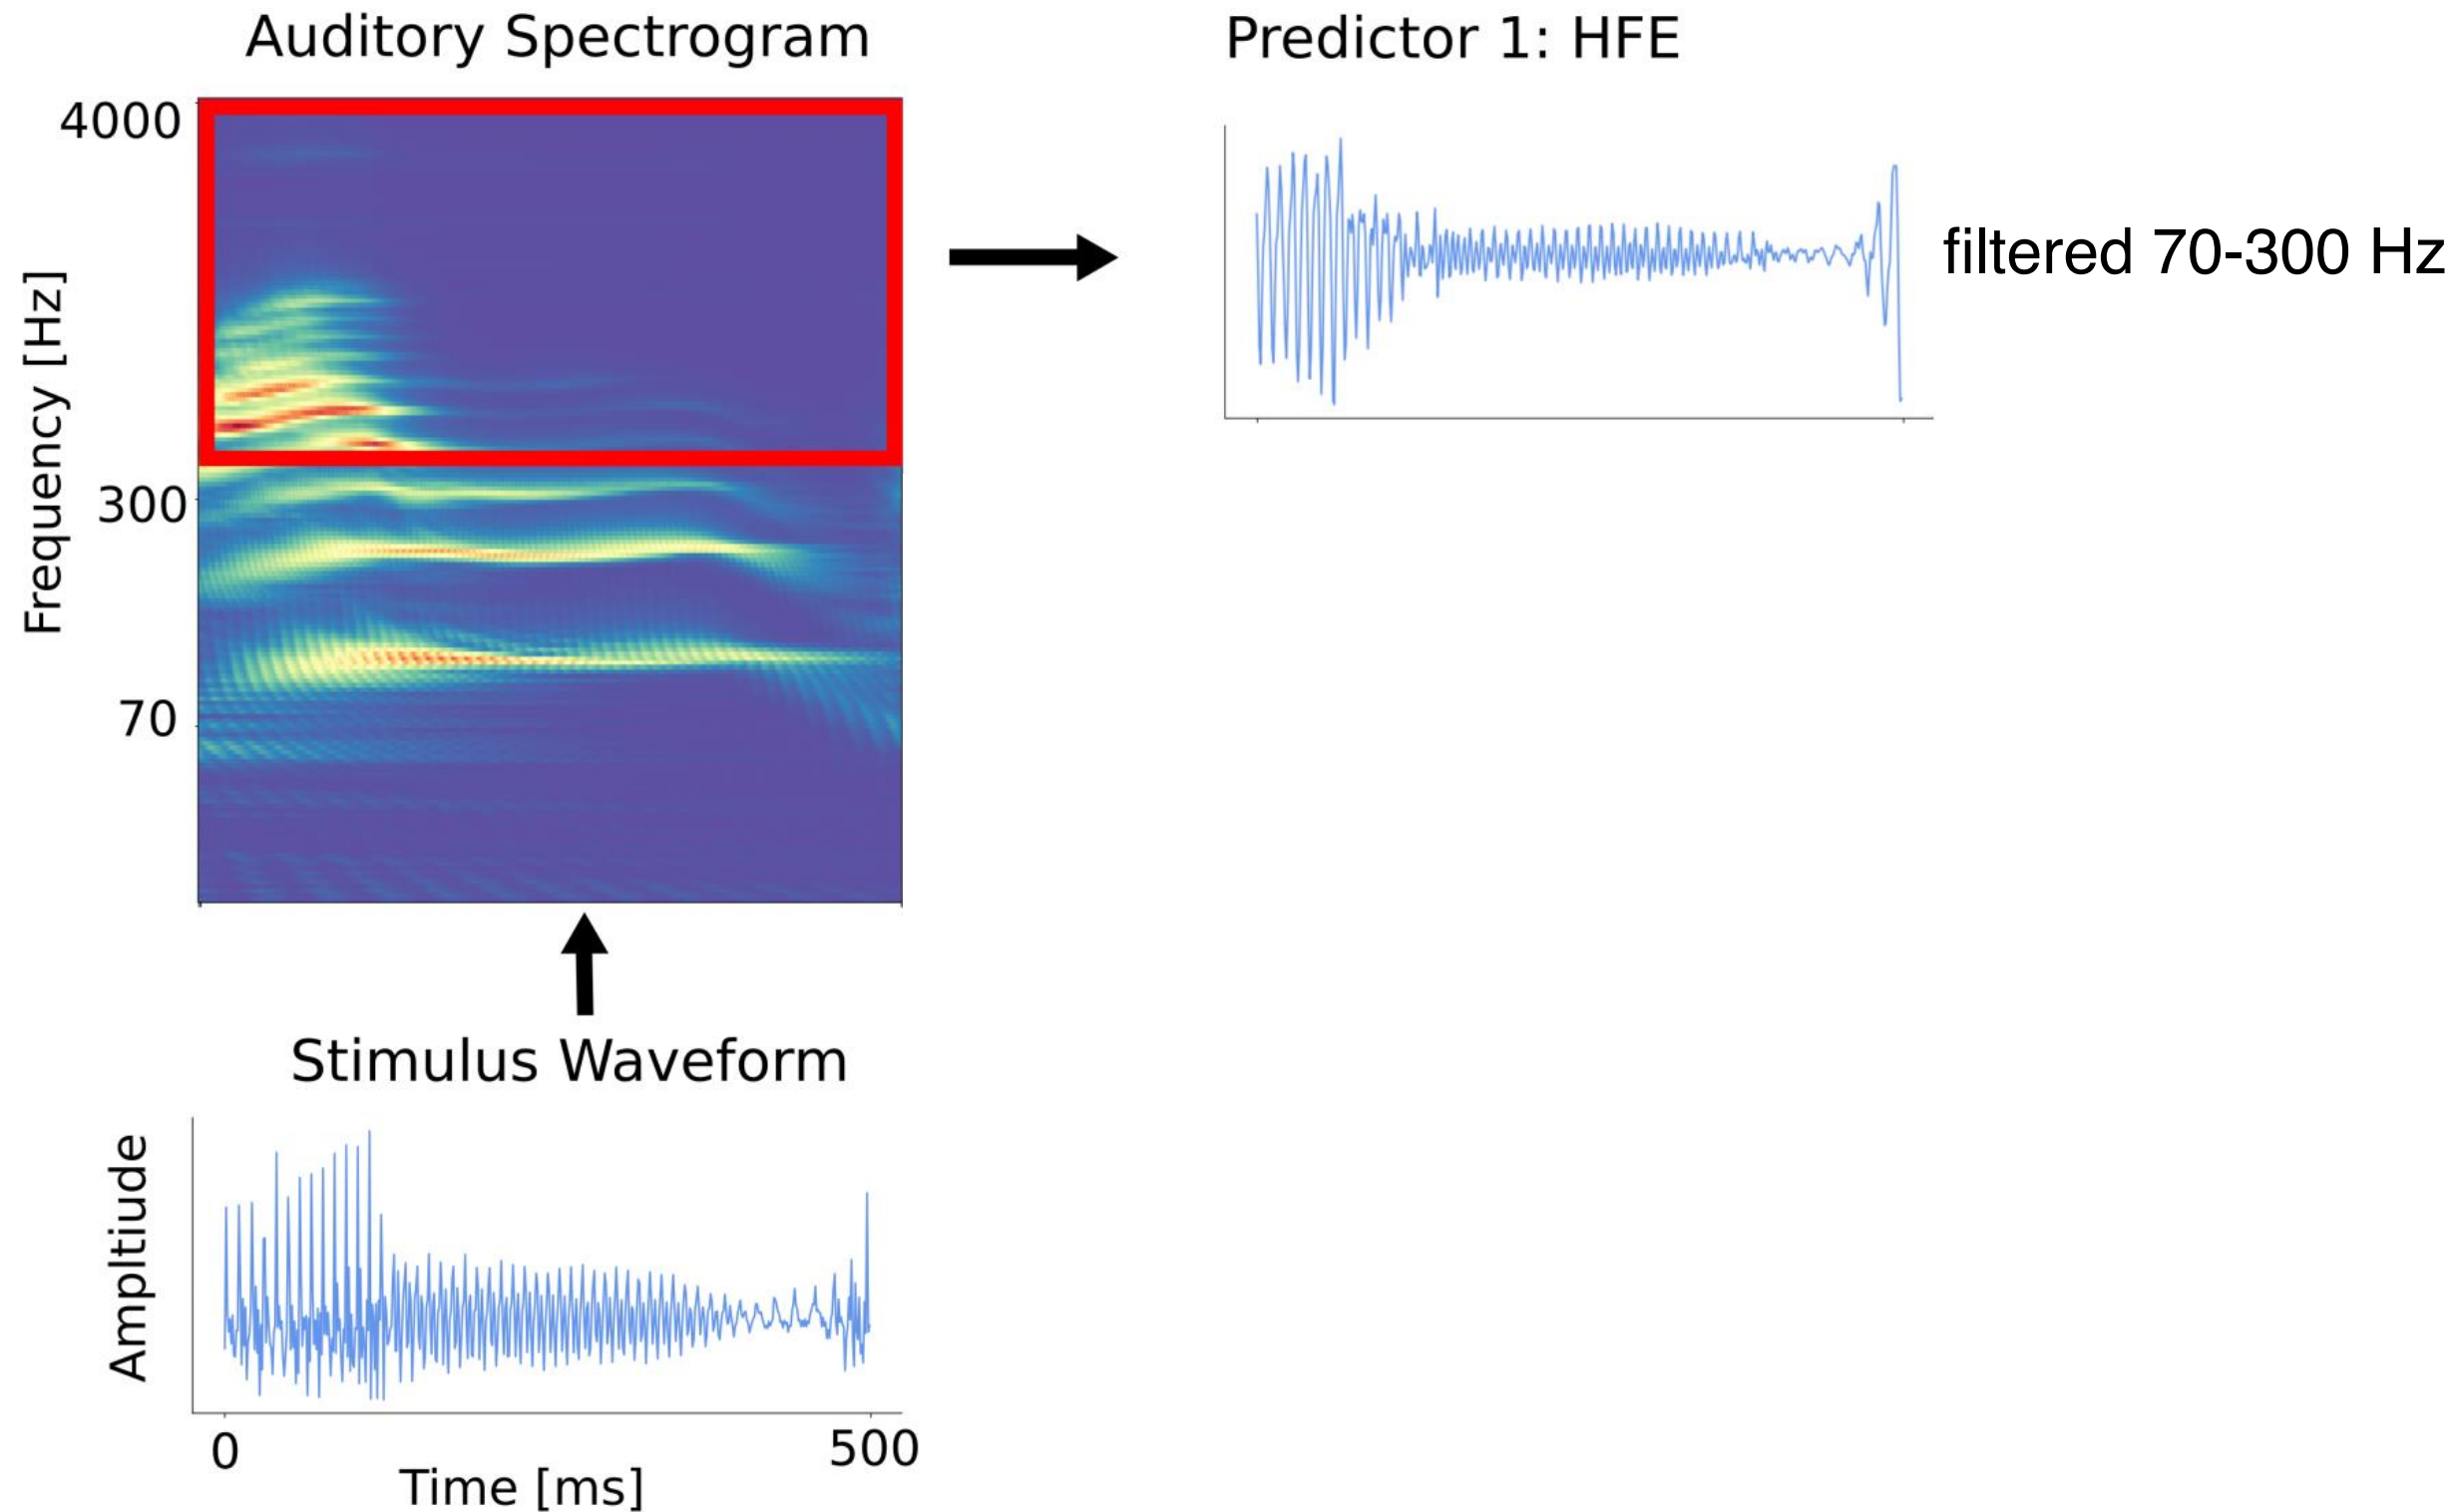 Auditory Spectrogram
Predictor 1: HFE
4000
300
70
Frequency [Hz]
filtered 70-300 Hz
Stimulus Waveform
Ampltiude
0
500
Time [ms]